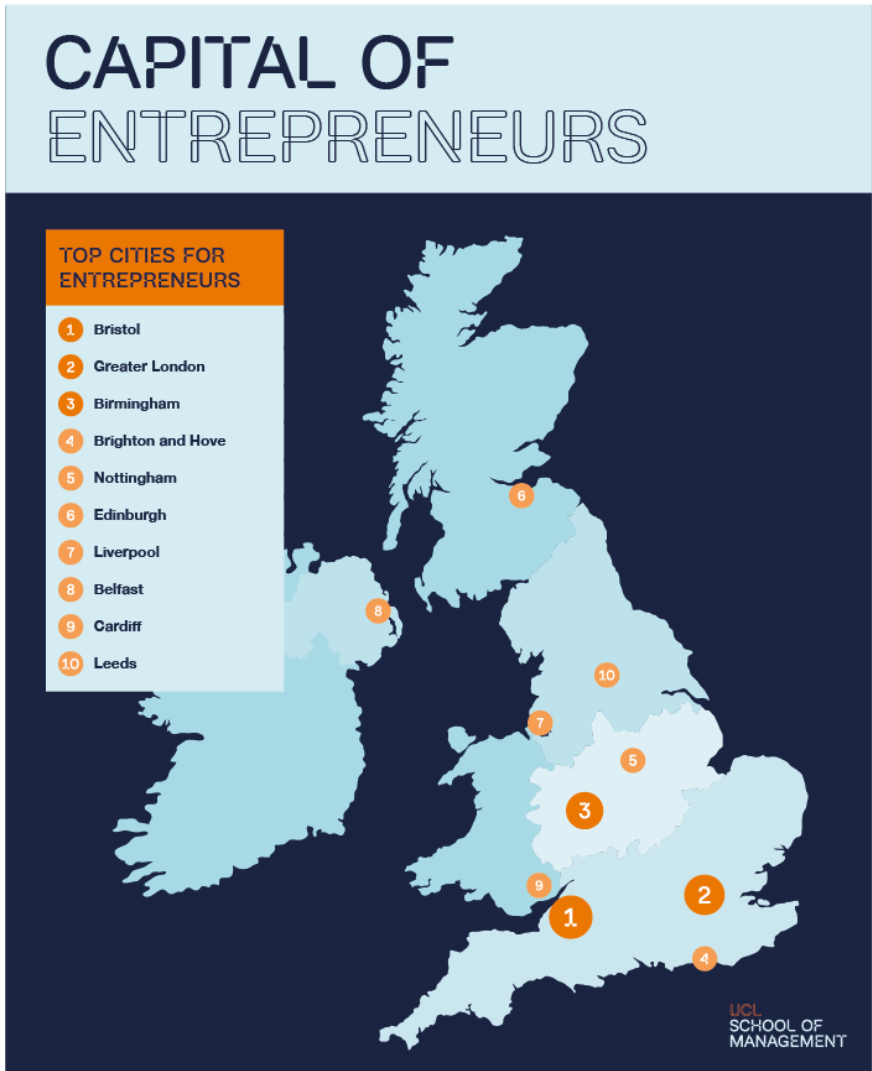 CAPITAL OF
ENTREPRENEURS
TOP CITIES FOR
ENTREPRENEURS
1 Bristol
2 Greater London
3 Birmingham
4 Brighton and Hove
5 Nottingham
6 Edinburgh
7 Liverpool
8 Belfast
9 Cardiff
10 Leeds
6
8
10
7
5
3
9
2
1
4
UCL
SCHOOL OF
MANAGEMENT